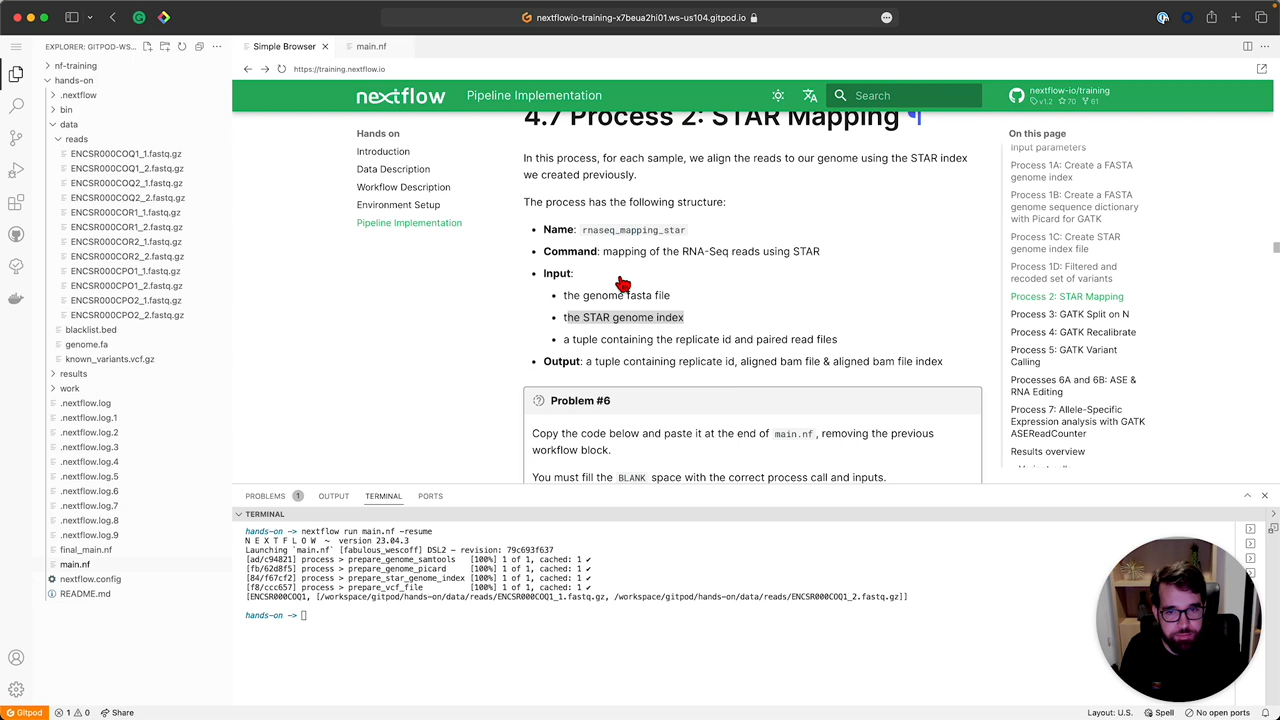 nextflowio-training-x7beua2hi01.ws-us104.gitpod.io
EXPLORER: GITPOD-WS...
nf-training
hands-on
.nextflow
bin
data
reads
ENCSR000COQ1_1.fastq.gz
ENCSR000COQ1_2.fastq.gz
ENCSR000COQ2_1.fastq.gz
ENCSR000COQ2_2.fastq.gz
ENCSR000COR1_1.fastq.gz
ENCSR000COR1_2.fastq.gz
ENCSR000COR2_1.fastq.gz
ENCSR000COR2_2.fastq.gz
ENCSR000CPO1_1.fastq.gz
ENCSR000CPO1_2.fastq.gz
ENCSR000CPO2_1.fastq.gz
ENCSR000CPO2_2.fastq.gz
blacklist.bed
genome.fa
known_variants.vcf.gz
results
work
.nextflow.log
.nextflow.log.1
.nextflow.log.2
.nextflow.log.3
.nextflow.log.4
.nextflow.log.5
.nextflow.log.6
.nextflow.log.7
.nextflow.log.8
.nextflow.log.9
final_main.nf
main.nf
nextflow.config
README.md
Simple Browser
main.nf
https://training.nextflow.io
nextflow
Pipeline Implementation
Search
nextflow-io/training
v1.2 70 61
Hands on
Introduction
Data Description
Workflow Description
Environment Setup
Pipeline Implementation
4.7 Process 2: STAR Mapping ¶
In this process, for each sample, we align the reads to our genome using the STAR index
we created previously.
The process has the following structure:
• Name: rnaseq_mapping_star
• Command: mapping of the RNA-Seq reads using STAR
• Input:
• the genome fasta file
• the STAR genome index
• a tuple containing the replicate id and paired read files
• Output: a tuple containing replicate id, aligned bam file & aligned bam file index
Problem #6
Copy the code below and paste it at the end of main.nf, removing the previous
workflow block.
You must fill the BLANK space with the correct process call and inputs.
On this page
Input parameters
Process 1A: Create a FASTA
genome index
Process 1B: Create a FASTA
genome sequence dictionary
with Picard for GATK
Process 1C: Create STAR
genome index file
Process 1D: Filtered and
recoded set of variants
Process 2: STAR Mapping
Process 3: GATK Split on N
Process 4: GATK Recalibrate
Process 5: GATK Variant
Calling
Processes 6A and 6B: ASE &
RNA Editing
Process 7: Allele-Specific
Expression analysis with GATK
ASEReadCounter
Results overview
PROBLEMS 1 OUTPUT TERMINAL PORTS
TERMINAL
hands-on -> nextflow run main.nf -resume
N E X T F L O W ~ version 23.04.3
Launching `main.nf` [fabulous_wescoff] DSL2 - revision: 79c693f637
[ad/c94821] process > prepare_genome_samtools [100%] 1 of 1, cached: 1 ✔
[fb/62d8f5] process > prepare_genome_picard [100%] 1 of 1, cached: 1 ✔
[84/f67cf2] process > prepare_star_genome_index [100%] 1 of 1, cached: 1 ✔
[f8/ccc657] process > prepare_vcf_file [100%] 1 of 1, cached: 1 ✔
[ENCSR000COQ1, [/workspace/gitpod/hands-on/data/reads/ENCSR000COQ1_1.fastq.gz, /workspace/gitpod/hands-on/data/reads/ENCSR000COQ1_2.fastq.gz]]
hands-on ->
Gitpod 1 0 Share
Layout: U.S. Spell No open ports